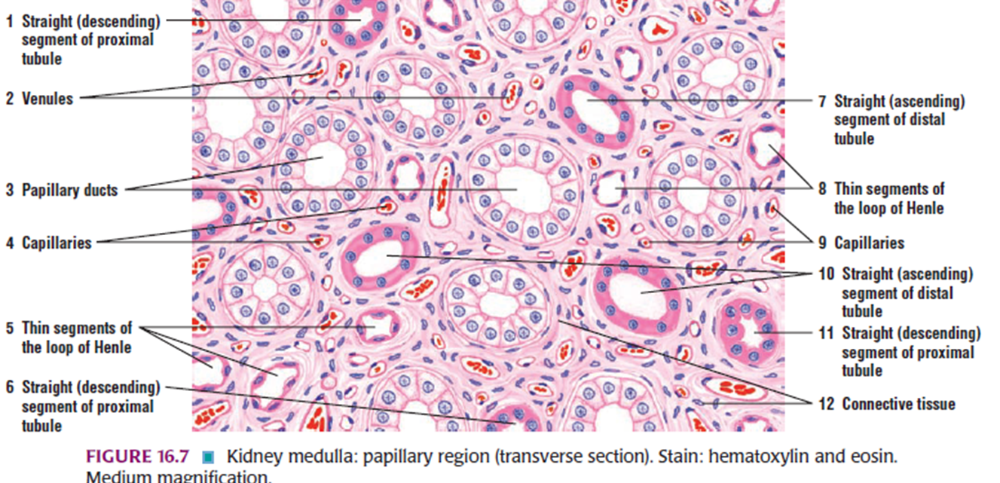 1 Straight (descending)
segment of proximal
tubule
2 Venules
3 Papillary ducts
4 Capillaries
5 Thin segments of
the loop of Henle
6 Straight (descending)
segment of proximal
tubule
7 Straight (ascending)
segment of distal
tubule
8 Thin segments of
the loop of Henle
9 Capillaries
10 Straight (ascending)
segment of distal
tubule
11 Straight (descending)
segment of proximal
tubule
12 Connective tissue
FIGURE 16.7 ■ Kidney medulla: papillary region (transverse section). Stain: hematoxylin and eosin.
Medium magnification.